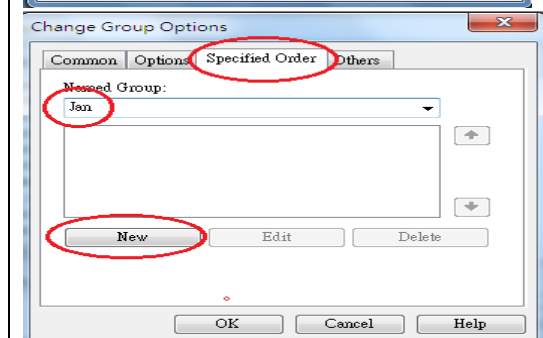 Change Group Options
Common Options Specified Order Others
Named Group:
Jan
New Edit Delete
OK Cancel Help